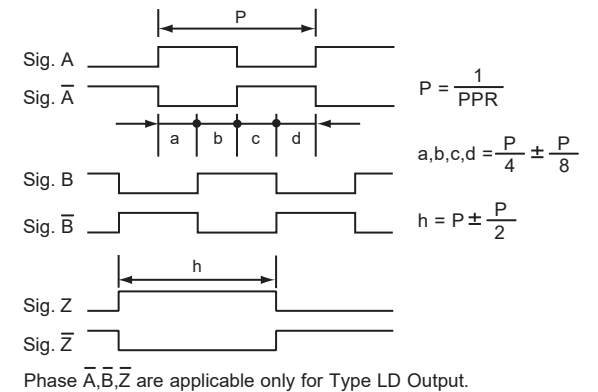 P
Sig. A
Sig. A̅
P = 1/PPR
a b c d
a,b,c,d = P/4 ± P/8
Sig. B
Sig. B̅
h = P ± P/2
h
Sig. Z
Sig. Z̅
Phase A̅,B̅,Z̅ are applicable only for Type LD Output.